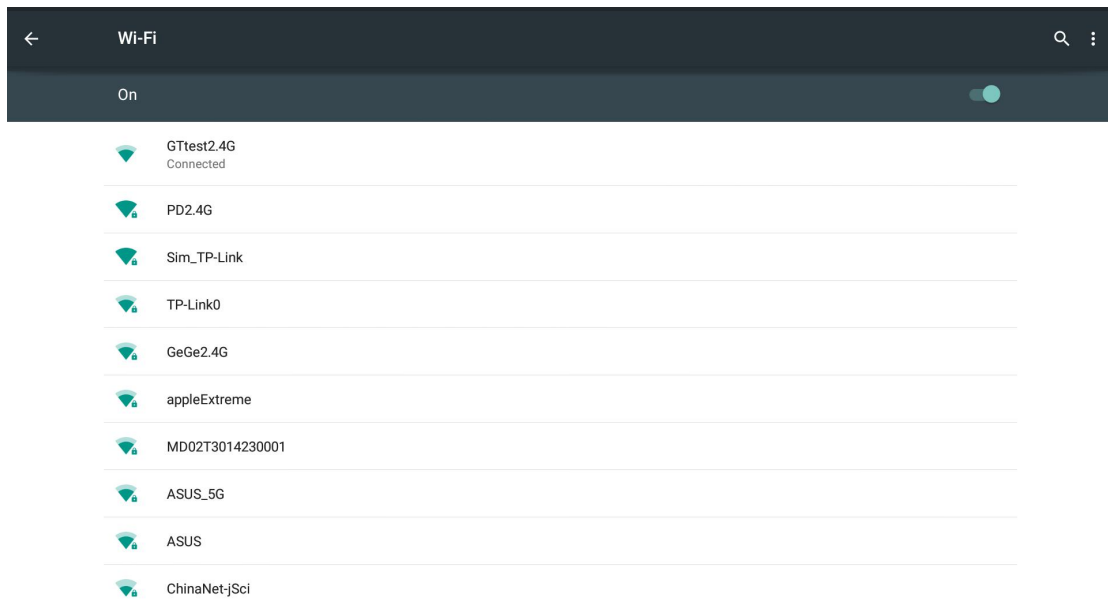 Wi-Fi
On
GTtest2.4G
Connected
PD2.4G
Sim_TP-Link
TP-Link0
GeGe2.4G
appleExtreme
MD02T3014230001
ASUS_5G
ASUS
ChinaNet-jSci